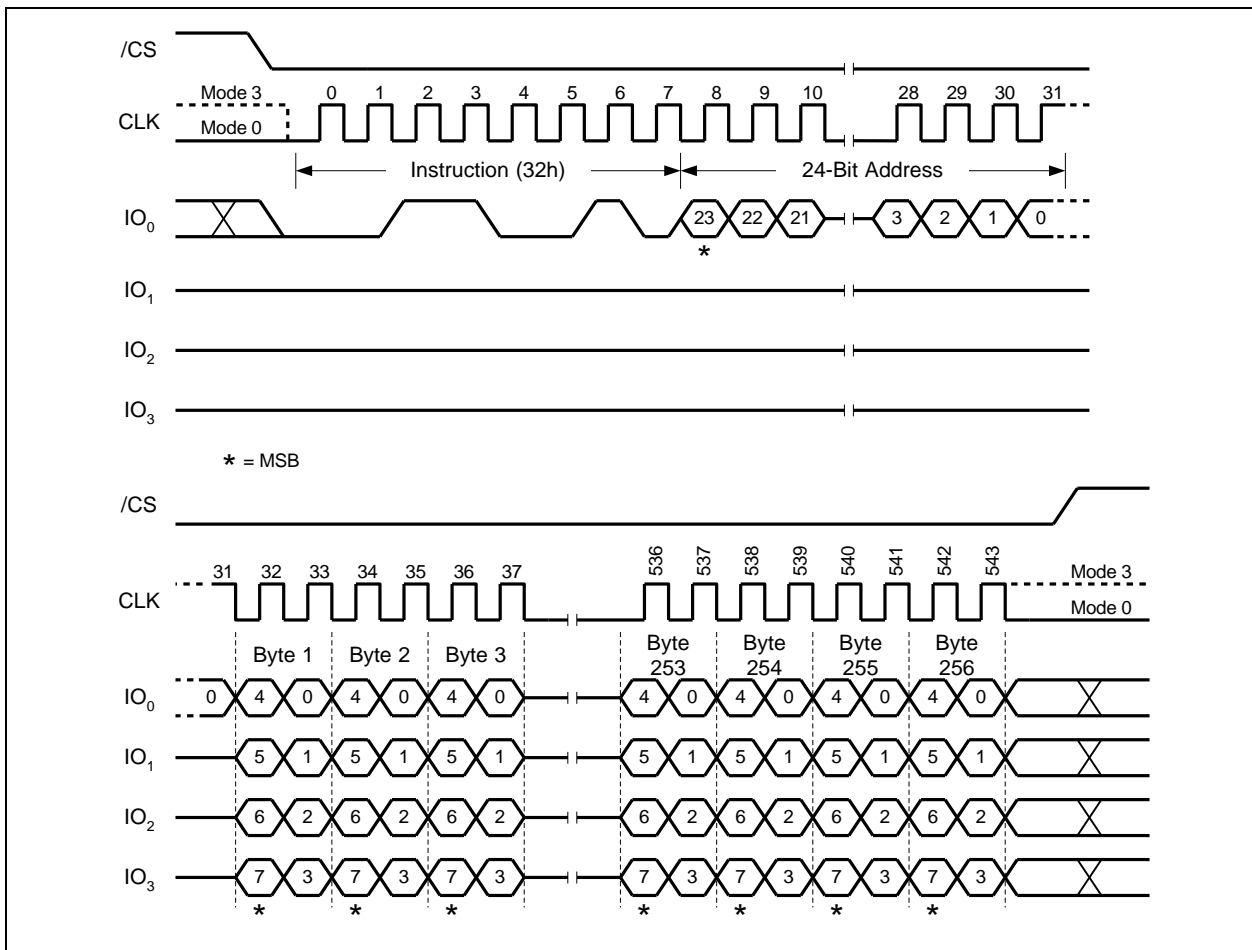 /CS
Mode 3
0 1 2 3 4 5 6 7 8 9 10 28 29 30 31
CLK
Mode 0
Instruction (32h) 24-Bit Address
IO0 23 22 21 3 2 1 0
*
IO1
IO2
IO3
* = MSB
/CS
31 32 33 34 35 36 37 536 537 538 539 540 541 542 543
Mode 3
CLK
Mode 0
Byte 1 Byte 2 Byte 3 Byte 253 Byte 254 Byte 255 Byte 256
IO0 0 4 0 4 0 4 0 4 0 4 0 4 0 4 0
IO1 5 1 5 1 5 1 5 1 5 1 5 1 5 1
IO2 6 2 6 2 6 2 6 2 6 2 6 2 6 2
IO3 7 3 7 3 7 3 7 3 7 3 7 3 7 3
* * * * * * *